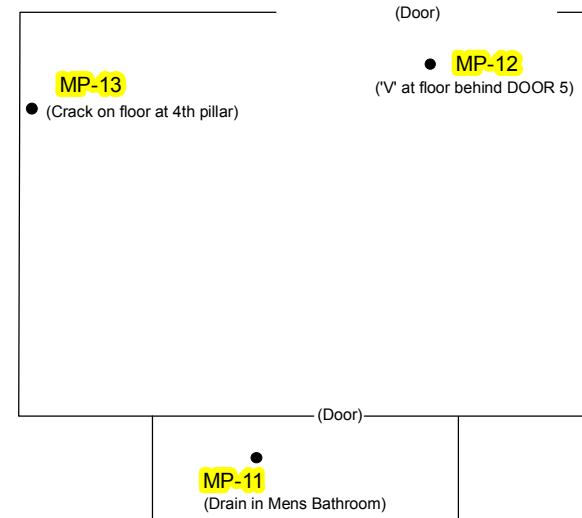 (Door)
MP-12
('V' at floor behind DOOR 5)
MP-13
(Crack on floor at 4th pillar)
(Door)
MP-11
(Drain in Mens Bathroom)